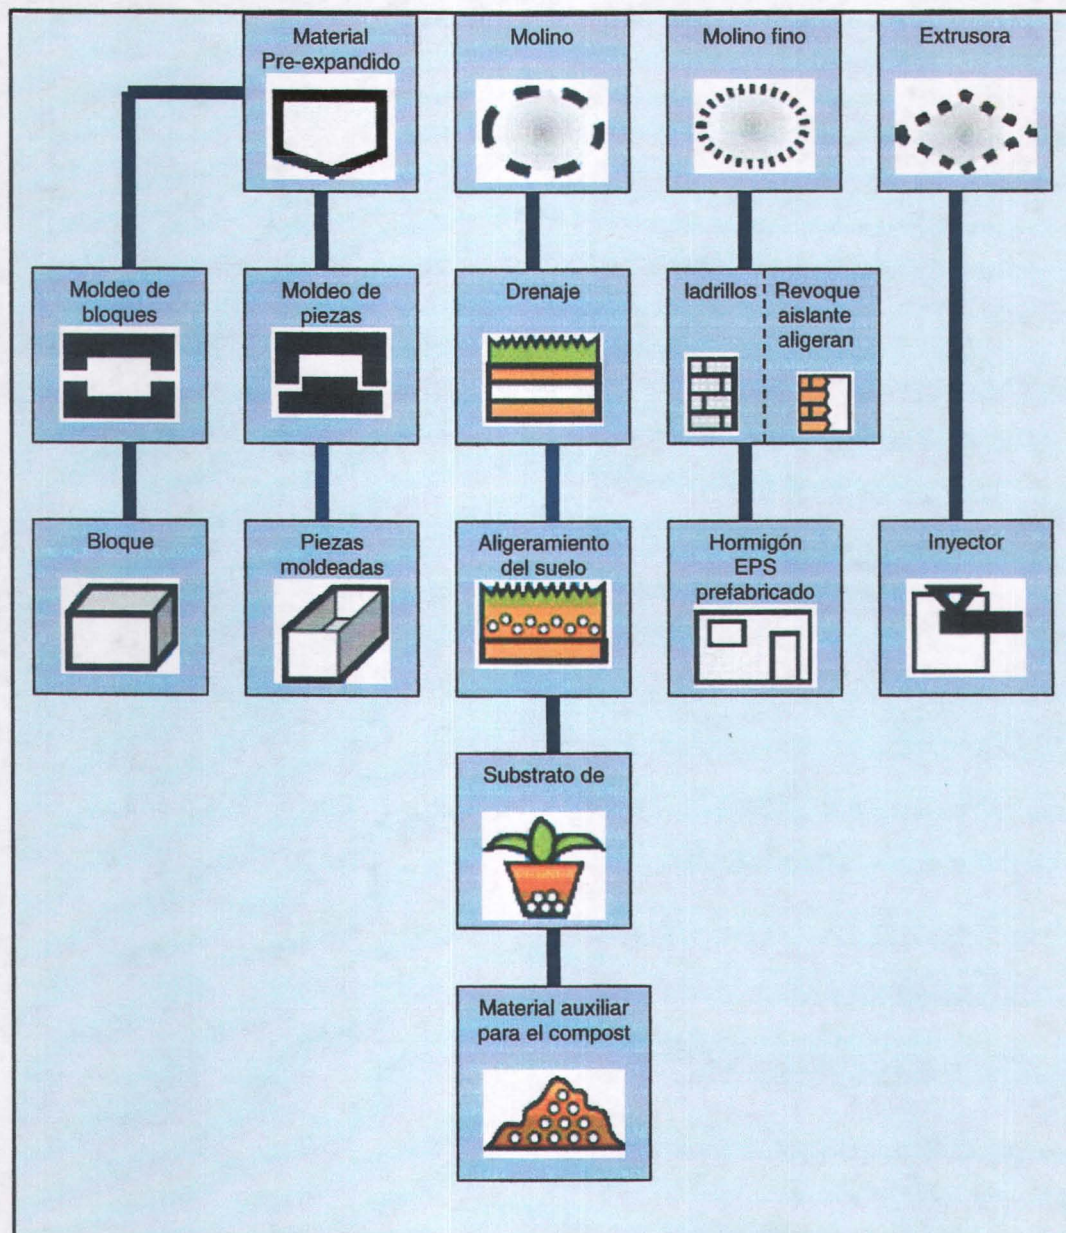 Material
Pre-expandido
Molino
Molino fino
Extrusora
Moldeo de
bloques
Moldeo de
piezas
Drenaje
ladrillos
Revoque
aislante
aligeran
Bloque
Piezas
moldeadas
Aligeramiento
del suelo
Hormigón
EPS
prefabricado
Inyector
Substrato de
Material auxiliar
para el compost